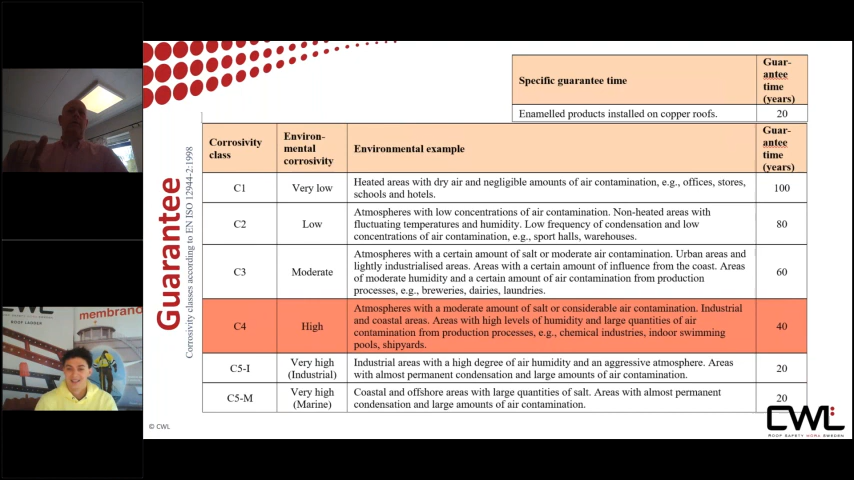 Specific guarantee time
Guar-
antee
time
(years)
Enamelled products installed on copper roofs.
20
Corrosivity
class
Environ-
mental
corrosivity
Environmental example
Guar-
antee
time
(years)
C1
Very low
Heated areas with dry air and negligible amounts of air contamination, e.g., offices, stores,
schools and hotels.
100
C2
Low
Atmospheres with low concentrations of air contamination. Non-heated areas with
fluctuating temperatures and humidity. Low frequency of condensation and low
concentrations of air contamination, e.g., sport halls, warehouses.
80
C3
Moderate
Atmospheres with a certain amount of salt or moderate air contamination. Urban areas and
lightly industrialised areas. Areas with a certain amount of influence from the coast. Areas
of moderate humidity and a certain amount of air contamination from production
processes, e.g., breweries, dairies, laundries.
60
C4
High
Atmospheres with a moderate amount of salt or considerable air contamination. Industrial
and coastal areas. Areas with high levels of humidity and large quantities of air
contamination from production processes, e.g., chemical industries, indoor swimming
pools, shipyards.
40
C5-I
Very high
(Industrial)
Industrial areas with a high degree of air humidity and an aggressive atmosphere. Areas
with almost permanent condensation and large amounts of air contamination.
20
C5-M
Very high
(Marine)
Coastal and offshore areas with large quantities of salt. Areas with almost permanent
condensation and large amounts of air contamination.
20
Guarantee
Corrosivity classes according to EN ISO 12944-2:1998
© CWL
CWL
ROOF SAFETY FROM SWEDEN
CWL
ROOF LADDER
membrane